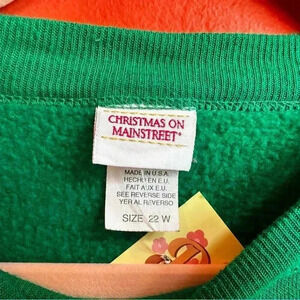 CHRISTMAS ON
MAINSTREET®
MADE IN U.S.A.
HECHO EN E.U.
FAIT AUX E.U.
SEE REVERSE SIDE
VER AL REVERSO
SIZE 22 W